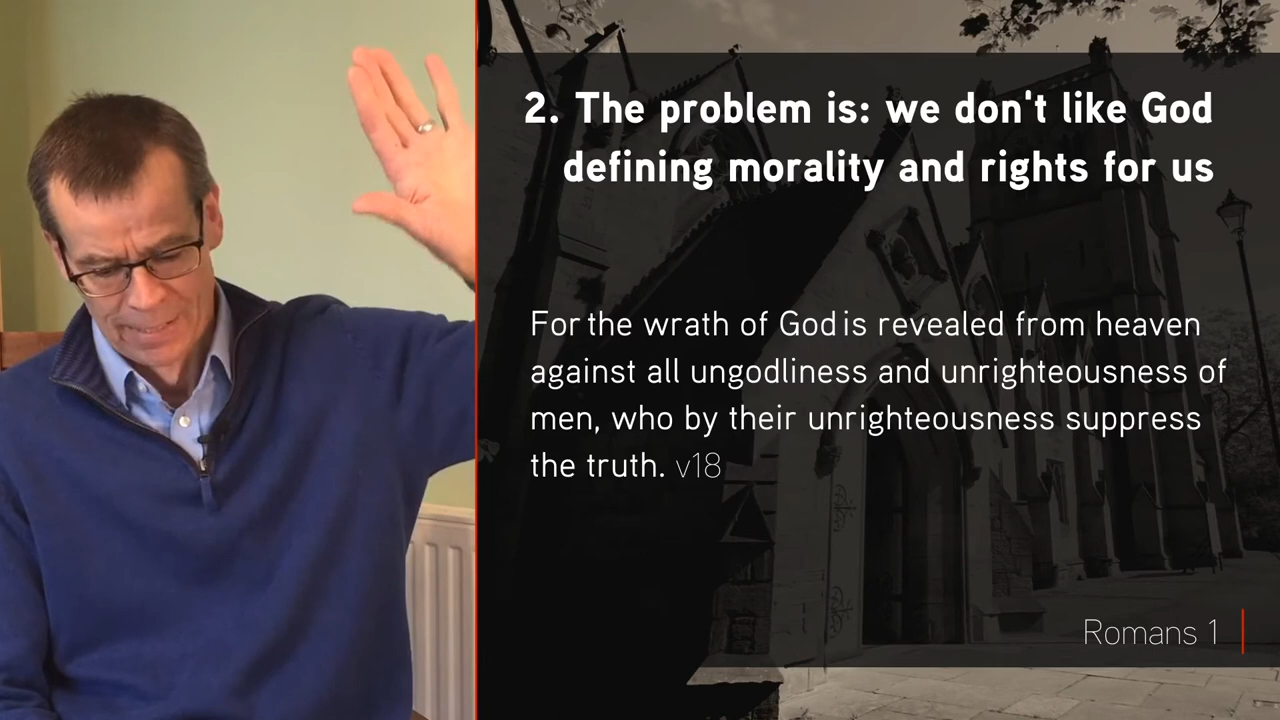 2. The problem is: we don't like God
defining morality and rights for us
For the wrath of God is revealed from heaven
against all ungodliness and unrighteousness of
men, who by their unrighteousness suppress
the truth. v18
Romans 1